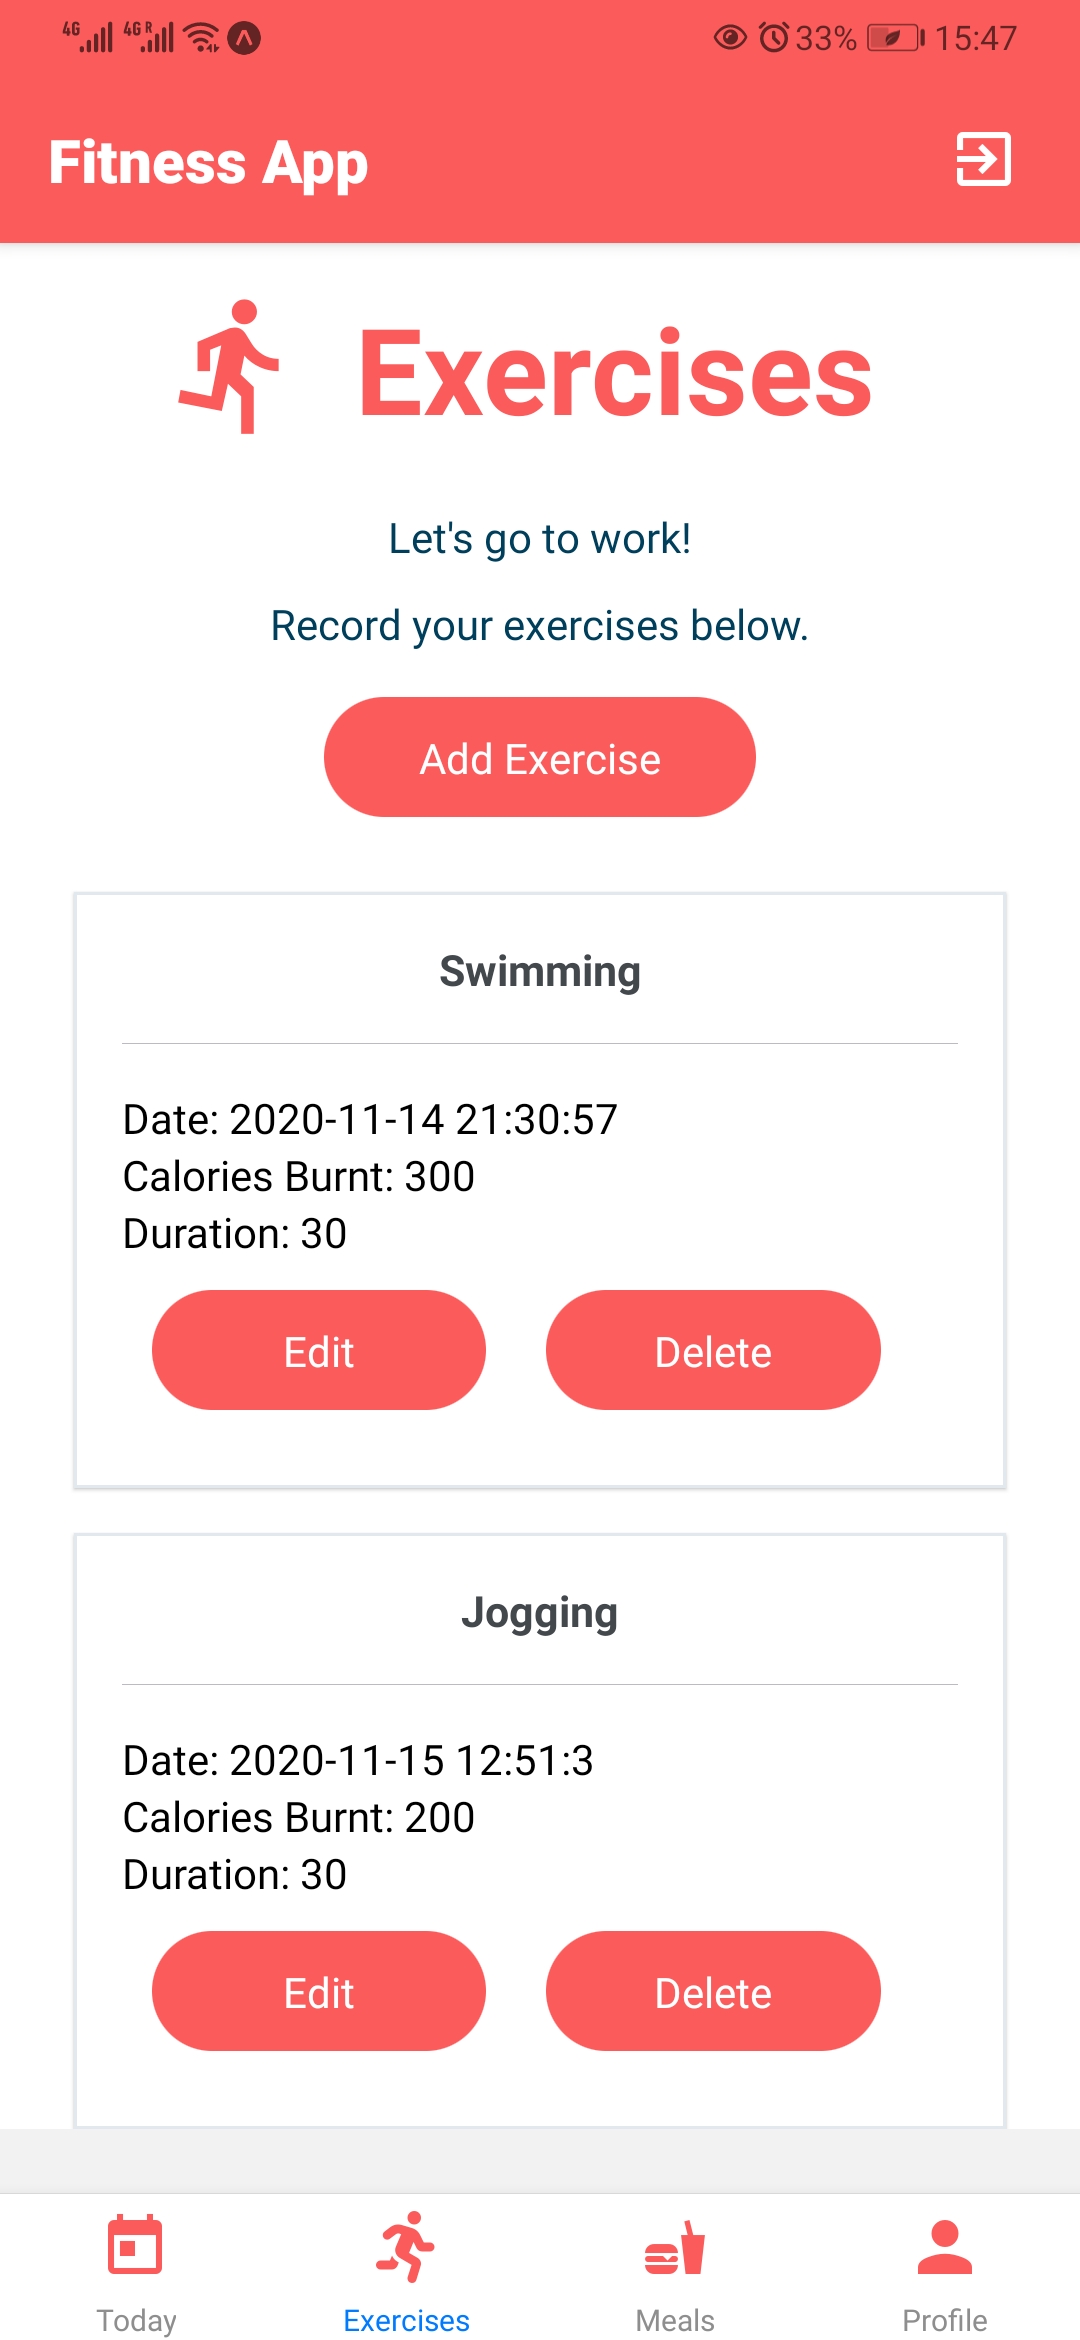 4G 4G R 33% 15:47
Fitness App
Exercises
Let's go to work!
Record your exercises below.
Add Exercise
Swimming
Date: 2020-11-14 21:30:57
Calories Burnt: 300
Duration: 30
Edit Delete
Jogging
Date: 2020-11-15 12:51:3
Calories Burnt: 200
Duration: 30
Edit Delete
Today Exercises Meals Profile